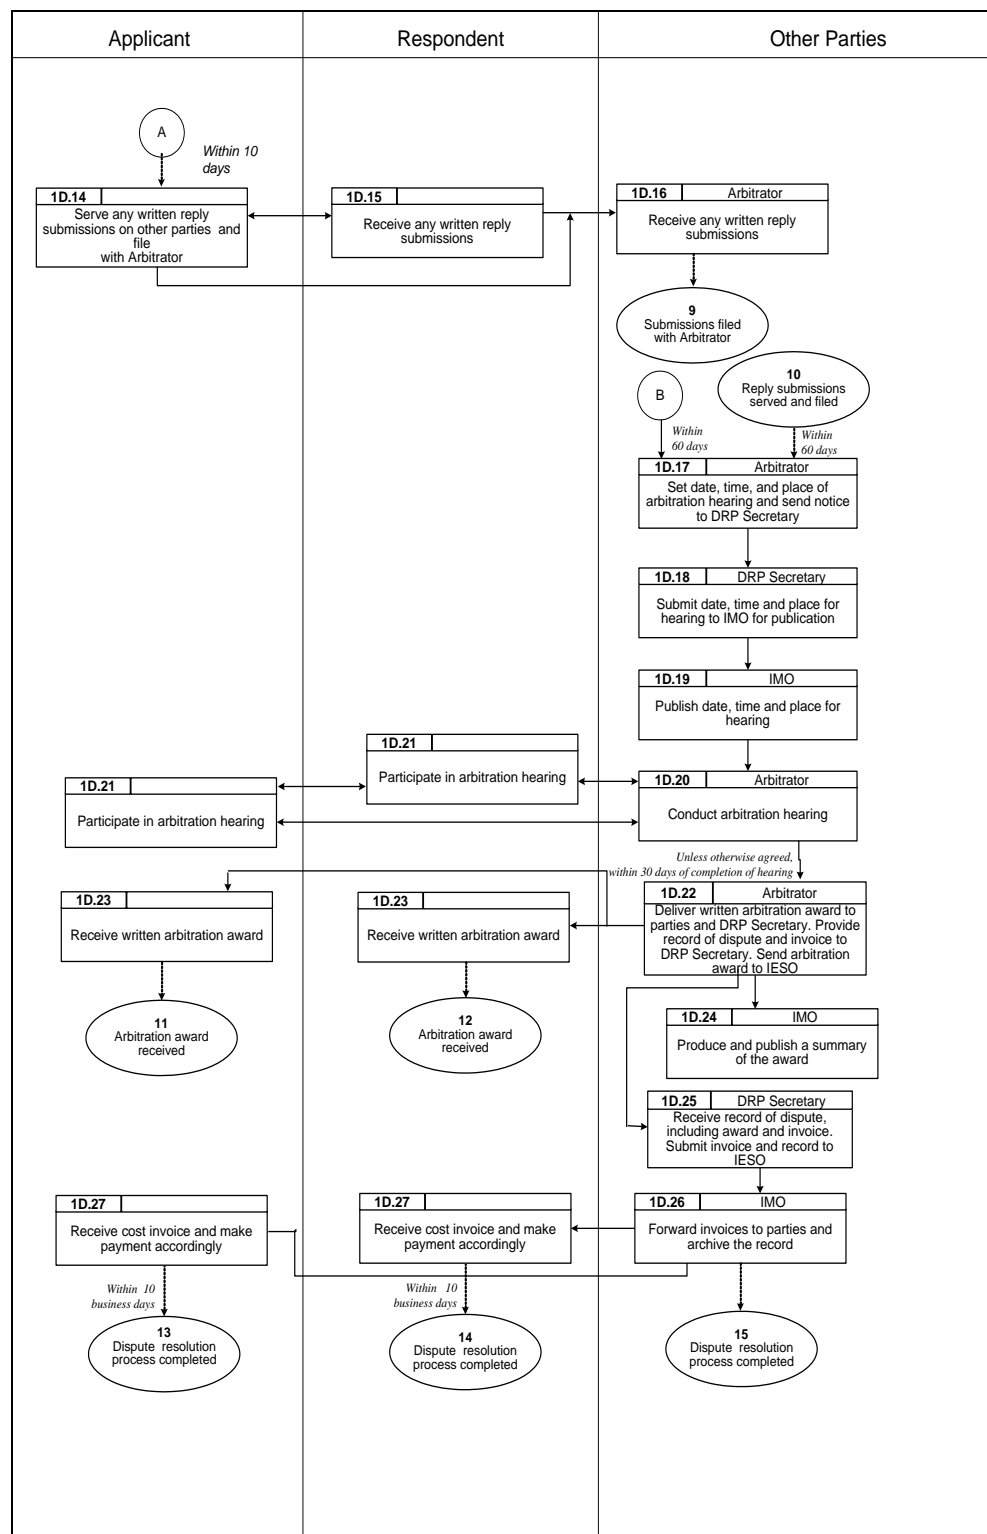 Applicant
Respondent
Other Parties
A
Within 10
days
1D.14
Serve any written reply
submissions on other parties and
file
with Arbitrator
1D.15
Receive any written reply
submissions
1D.16
Arbitrator
Receive any written reply
submissions
9
Submissions filed
with Arbitrator
10
Reply submissions
served and filed
B
Within
60 days
Within
60 days
1D.17
Arbitrator
Set date, time, and place of
arbitration hearing and send notice
to DRP Secretary
1D.18
DRP Secretary
Submit date, time and place for
hearing to IMO for publication
1D.19
IMO
Publish date, time and place for
hearing
1D.21
Participate in arbitration hearing
1D.21
Participate in arbitration hearing
1D.20
Arbitrator
Conduct arbitration hearing
Unless otherwise agreed,
within 30 days of completion of hearing
1D.23
Receive written arbitration award
1D.23
Receive written arbitration award
1D.22
Arbitrator
Deliver written arbitration award to
parties and DRP Secretary. Provide
record of dispute and invoice to
DRP Secretary. Send arbitration
award to IESO
11
Arbitration award
received
12
Arbitration award
received
1D.24
IMO
Produce and publish a summary
of the award
1D.25
DRP Secretary
Receive record of dispute,
including award and invoice.
Submit invoice and record to
IESO
1D.27
Receive cost invoice and make
payment accordingly
1D.27
Receive cost invoice and make
payment accordingly
1D.26
IMO
Forward invoices to parties and
archive the record
Within 10
business days
Within 10
business days
13
Dispute resolution
process completed
14
Dispute resolution
process completed
15
Dispute resolution
process completed